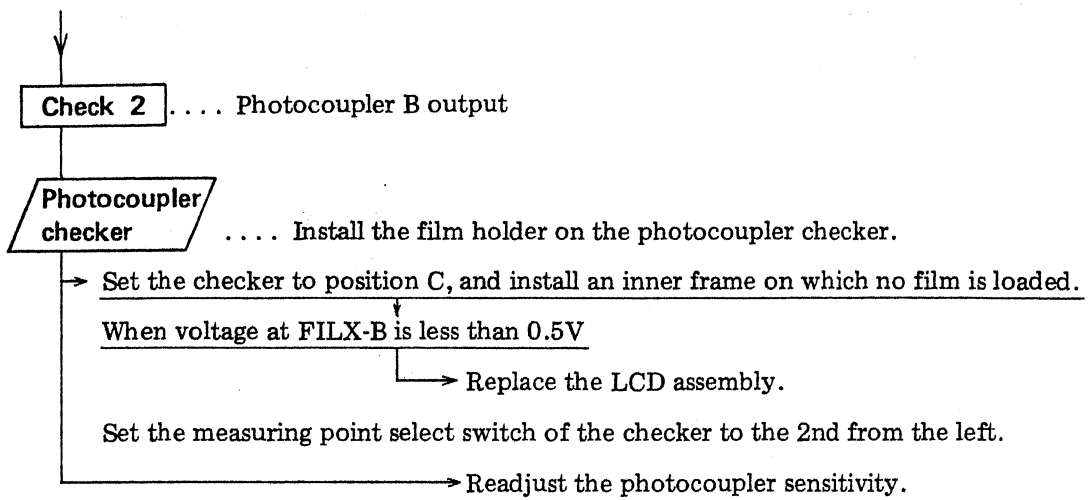 Check 2 .... Photocoupler B output
Photocoupler
checker .... Install the film holder on the photocoupler checker.
Set the checker to position C, and install an inner frame on which no film is loaded.
When voltage at FILX-B is less than 0.5V
Replace the LCD assembly.
Set the measuring point select switch of the checker to the 2nd from the left.
Readjust the photocoupler sensitivity.